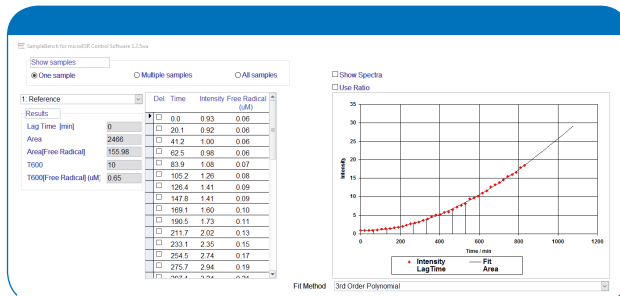 SampleBench for microESR Control Software 3.2.5aa
Show samples
One sample
Multiple samples
All samples
1: Reference
Results
Lag Time [min] 0
Area 2466
Area[Free Radical] 155.98
T600 10
T600[Free Radical] (uM) 0.65
Del. Time Intensity Free Radical (uM)
0.0 0.93 0.06
20.1 0.92 0.06
41.2 1.00 0.06
62.5 0.98 0.06
83.9 1.08 0.07
105.2 1.26 0.08
126.4 1.41 0.09
147.8 1.41 0.09
169.1 1.60 0.10
190.5 1.73 0.11
211.7 2.02 0.13
233.1 2.35 0.15
254.5 2.74 0.17
275.7 2.94 0.19
Show Spectra
Use Ratio
35
30
25
20
15
10
5
0
Intensity
0 200 400 600 800 1000 1200
Time / min
Intensity Fit
LagTime Area
Fit Method 3rd Order Polynomial